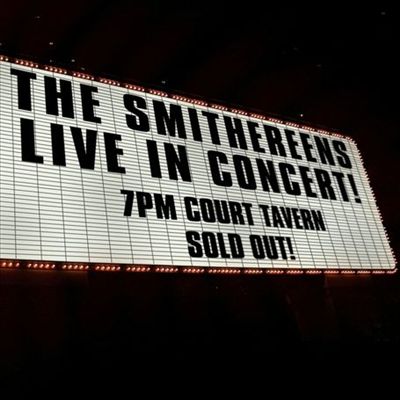 THE SMITHEREENS
LIVE IN CONCERT!
7PM COURT TAVERN
SOLD OUT!